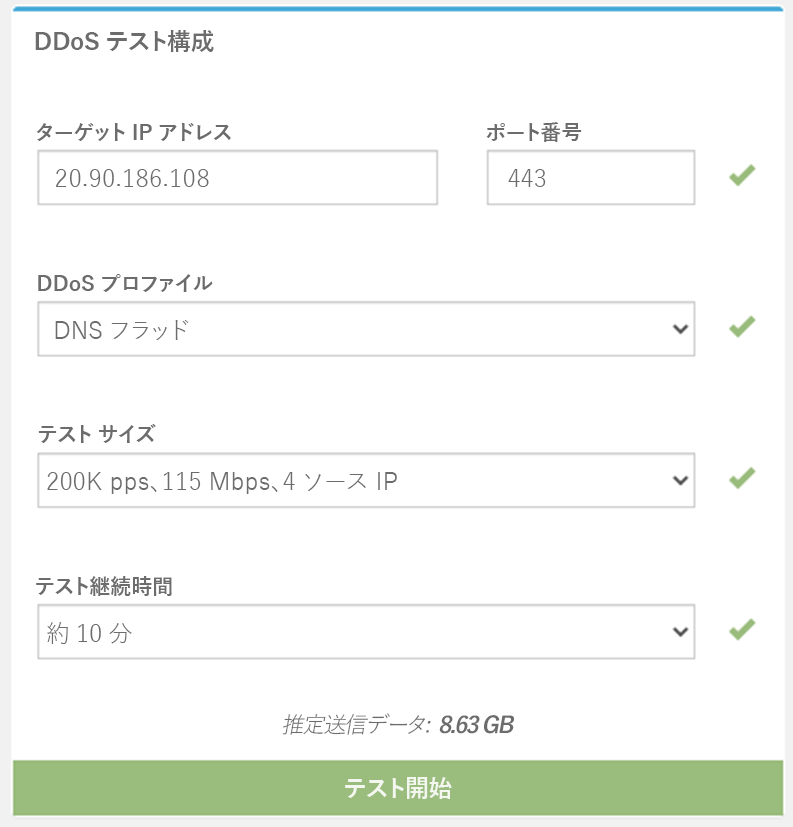 DDoS テスト構成
ターゲット IP アドレス ポート番号
20.90.186.108 443
DDoS プロファイル
DNS フラッド
テスト サイズ
200K pps、115 Mbps、4 ソース IP
テスト継続時間
約 10 分
推定送信データ: 8.63 GB
テスト開始